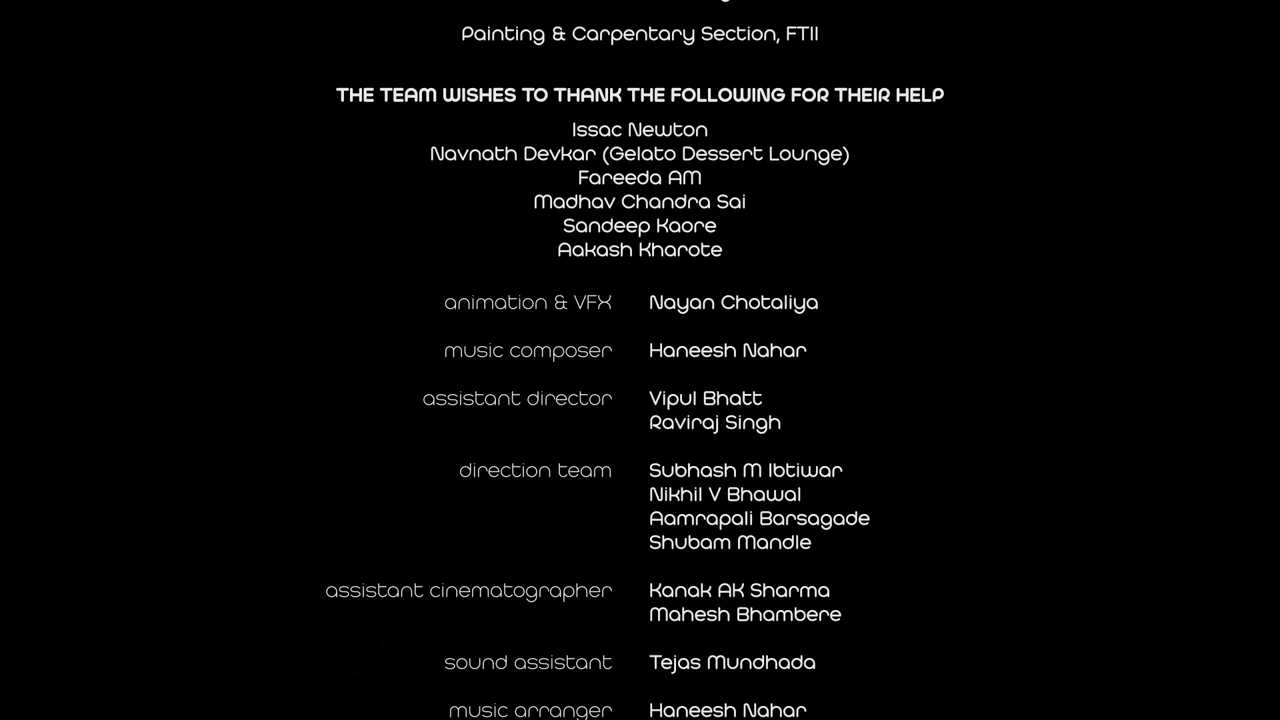 Painting & Carpentary Section, FTII
THE TEAM WISHES TO THANK THE FOLLOWING FOR THEIR HELP
Issac Newton
Navnath Devkar (Gelato Dessert Lounge)
Fareeda AM
Madhav Chandra Sai
Sandeep Kaore
Aakash Kharote
animation & VFX Nayan Chotaliya
music composer Haneesh Nahar
assistant director Vipul Bhatt
Raviraj Singh
direction team Subhash M Ibtiwar
Nikhil V Bhawal
Aamrapali Barsagade
Shubam Mandle
assistant cinematographer Kanak AK Sharma
Mahesh Bhambere
sound assistant Tejas Mundhada
music arranger Haneesh Nahar